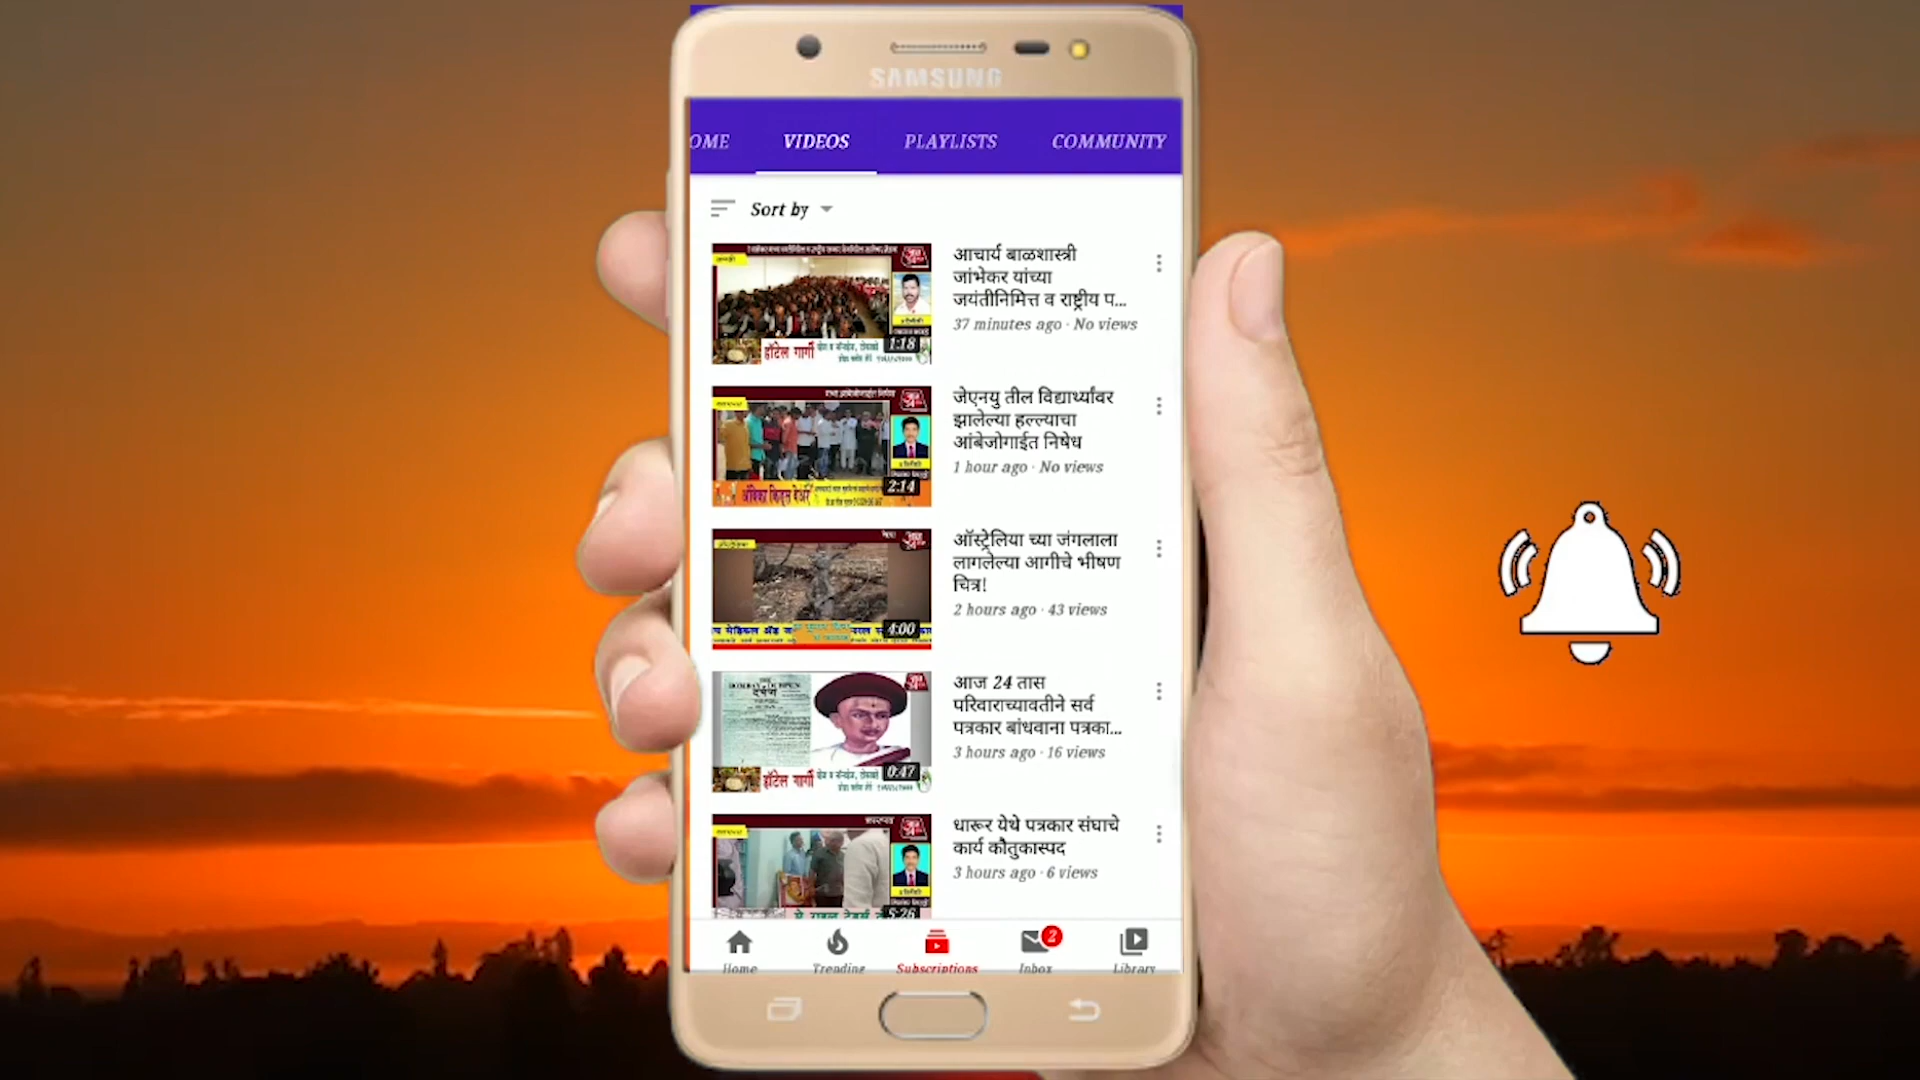 SAMSUNG
OME VIDEOS PLAYLISTS COMMUNITY
Sort by
आचार्य बाळशास्त्री
जांभेकर यांच्या
जयंतीनिमित्त व राष्ट्रीय प...
37 minutes ago · No views
1:18
हॉटेल गार्गी
जेएनयु तील विद्यार्थ्यांवर
झालेल्या हल्ल्याचा
आंबेजोगाईत निषेध
1 hour ago · No views
2:14
ऑस्ट्रेलिया च्या जंगलाला
लागलेल्या आगीचे भीषण
चित्र!
2 hours ago · 43 views
4:00
आज 24 तास
परिवाराच्यावतीने सर्व
पत्रकार बांधवाना पत्रका...
3 hours ago · 16 views
0:47
हॉटेल गार्गी
धारूर येथे पत्रकार संघाचे
कार्य कौतुकास्पद
3 hours ago · 6 views
5:26
2
Home Trending Subscriptions Inbox Library